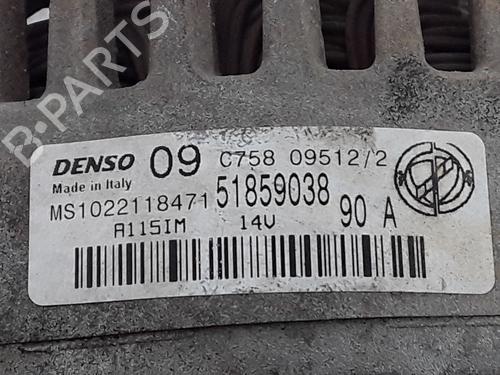 B-PARTS
DENSO 09 C758 09512/2
Made in Italy
MS1022118471 51859038 90 A
A115IM 14V